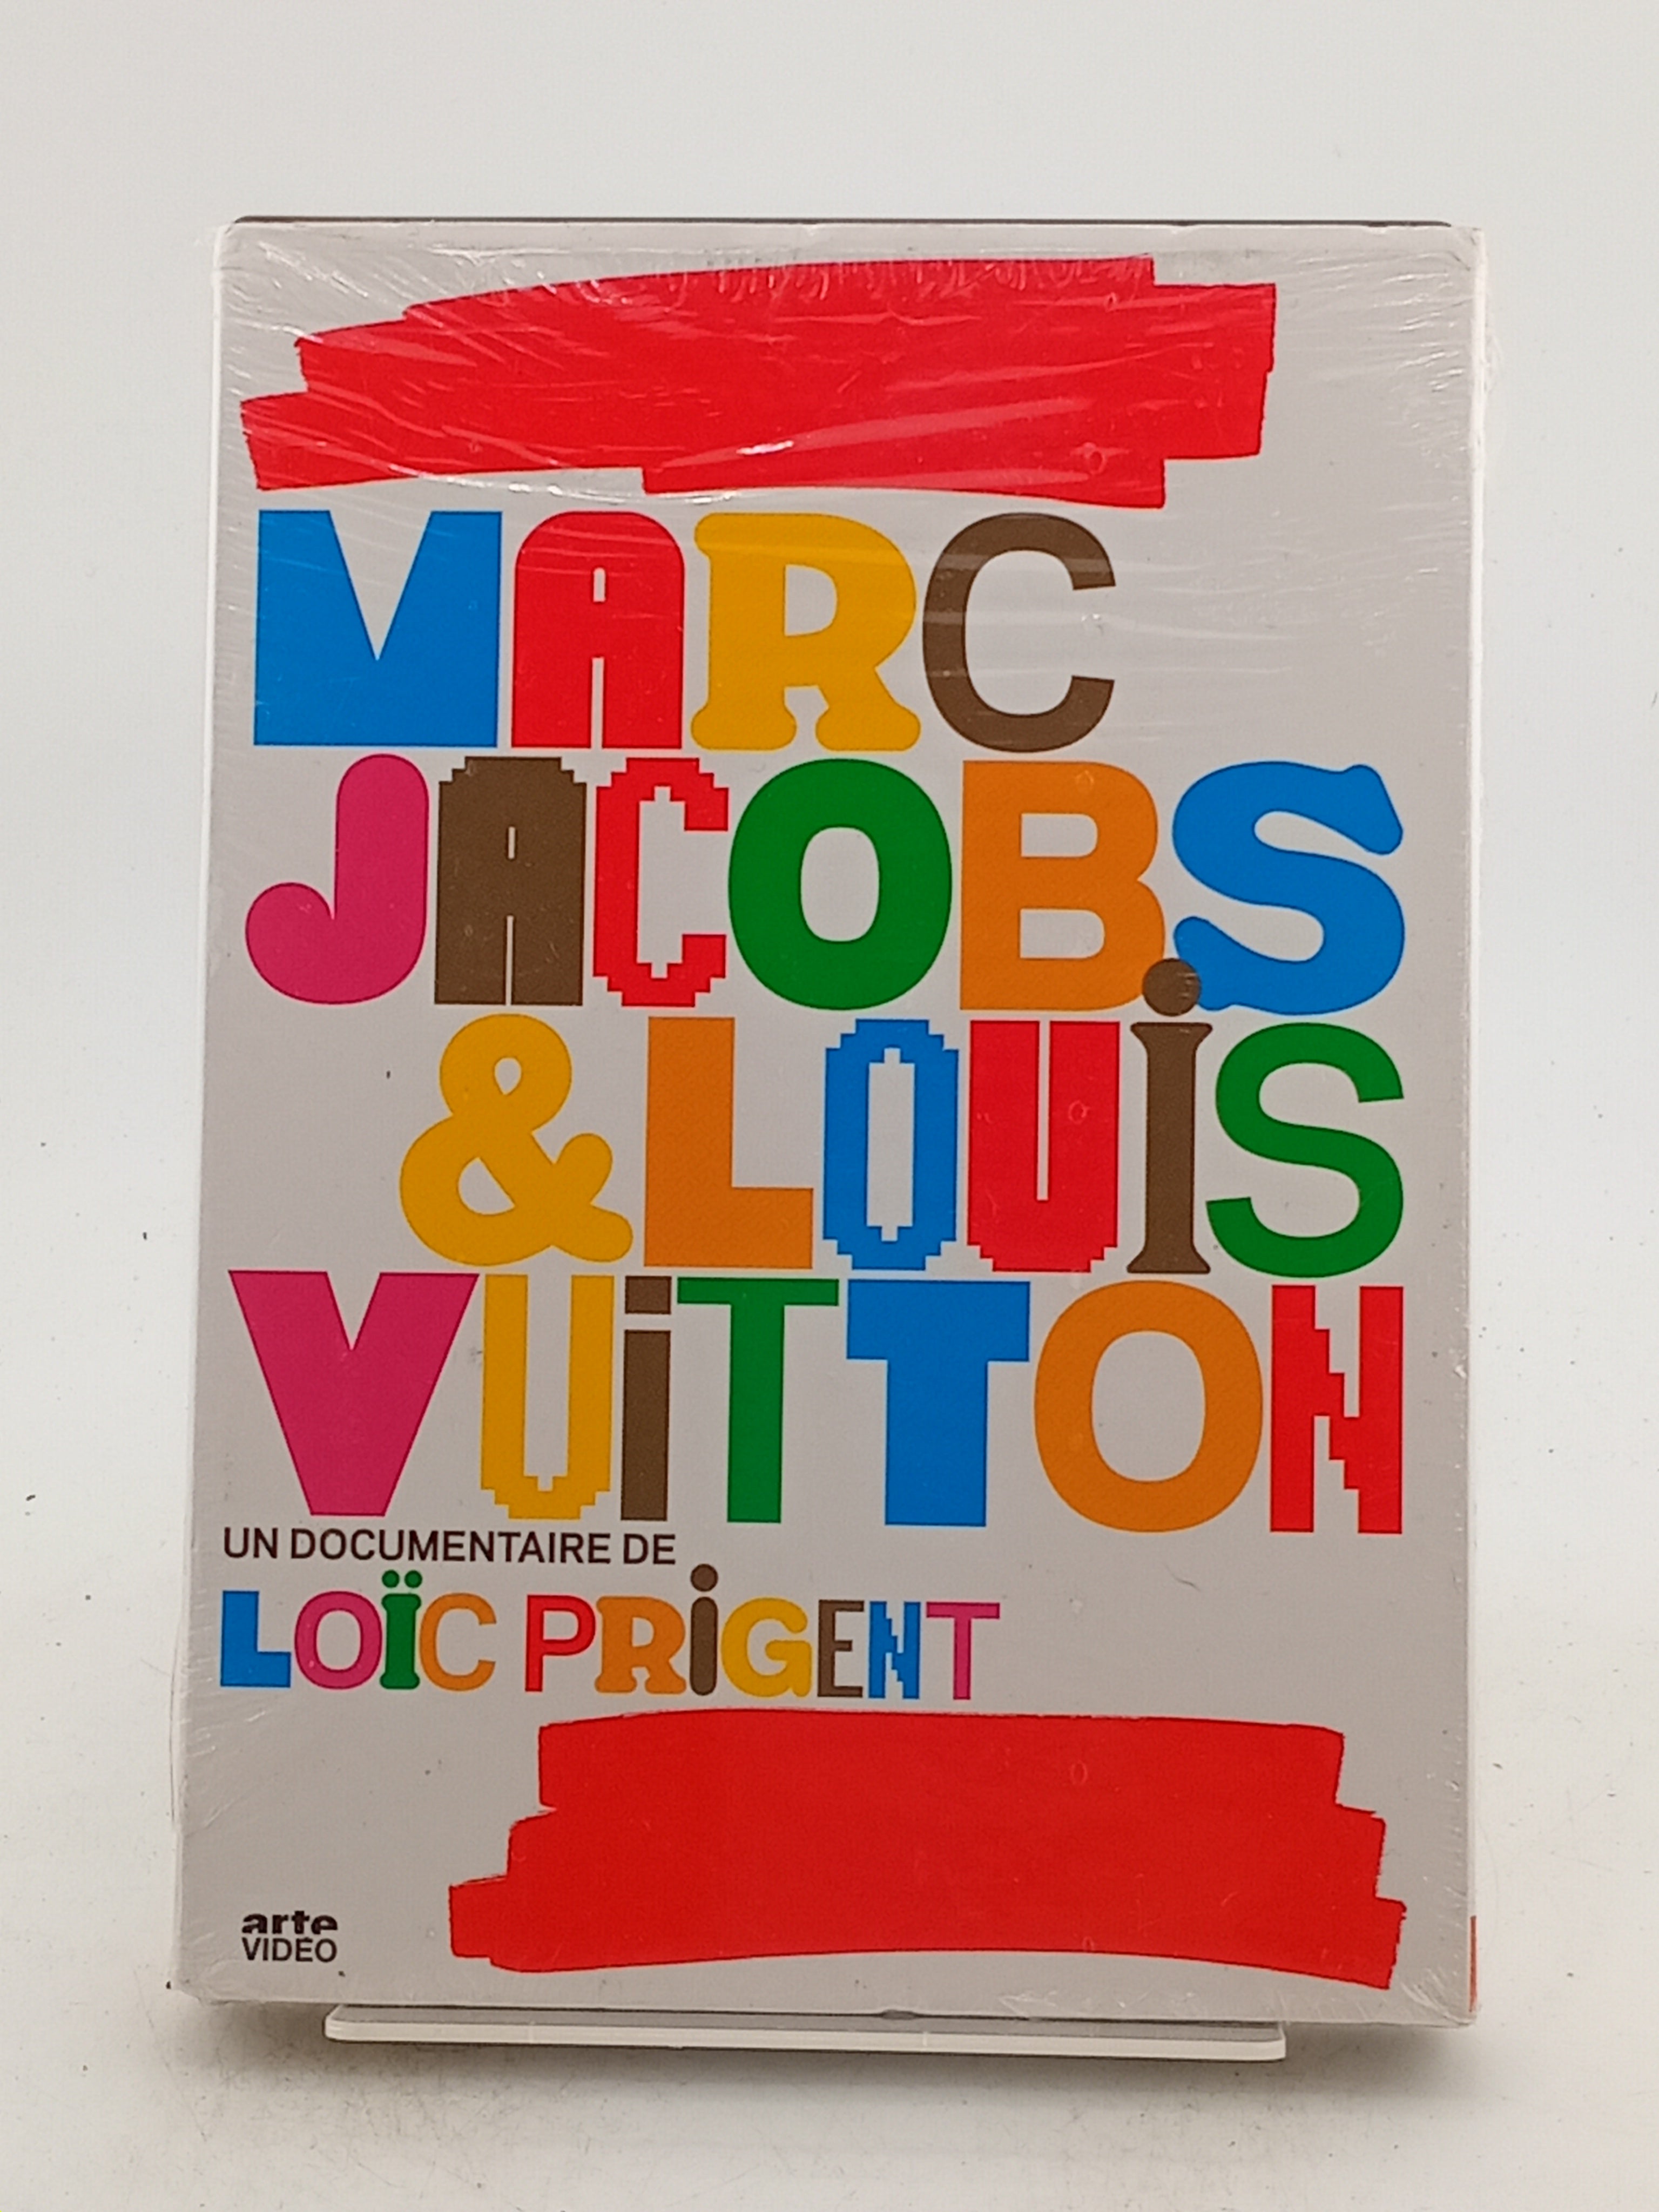 MARC
JACOBS
& LOUiS
VUiTTON
UN DOCUMENTAIRE DE
LOÏC PRiGENT
arte
VIDEO